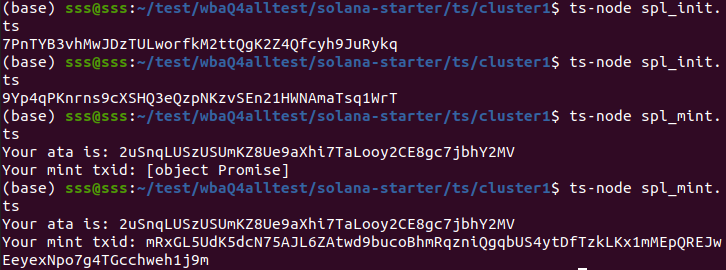 (base) sss@sss:~/test/wbaQ4alltest/solana-starter/ts/cluster1$ ts-node spl_init.
ts
7PnTYB3vhMwJDzTULworfkM2ttQgK2Z4Qfcyh9JuRykq
(base) sss@sss:~/test/wbaQ4alltest/solana-starter/ts/cluster1$ ts-node spl_init.
ts
9Yp4qPKnrns9cXSHQ3eQzpNKzvSEn21HWNAmaTsq1WrT
(base) sss@sss:~/test/wbaQ4alltest/solana-starter/ts/cluster1$ ts-node spl_mint.
ts
Your ata is: 2uSnqLUSzUSUmKZ8Ue9aXhi7TaLooy2CE8gc7jbhY2MV
Your mint txid: [object Promise]
(base) sss@sss:~/test/wbaQ4alltest/solana-starter/ts/cluster1$ ts-node spl_mint.
ts
Your ata is: 2uSnqLUSzUSUmKZ8Ue9aXhi7TaLooy2CE8gc7jbhY2MV
Your mint txid: mRxGL5UdK5dcN75AJL6ZAtwd9bucoBhmRqzniQgqbUS4ytDfTzkLKx1mMEpQREJw
EeyexNpo7g4TGcchweh1j9m